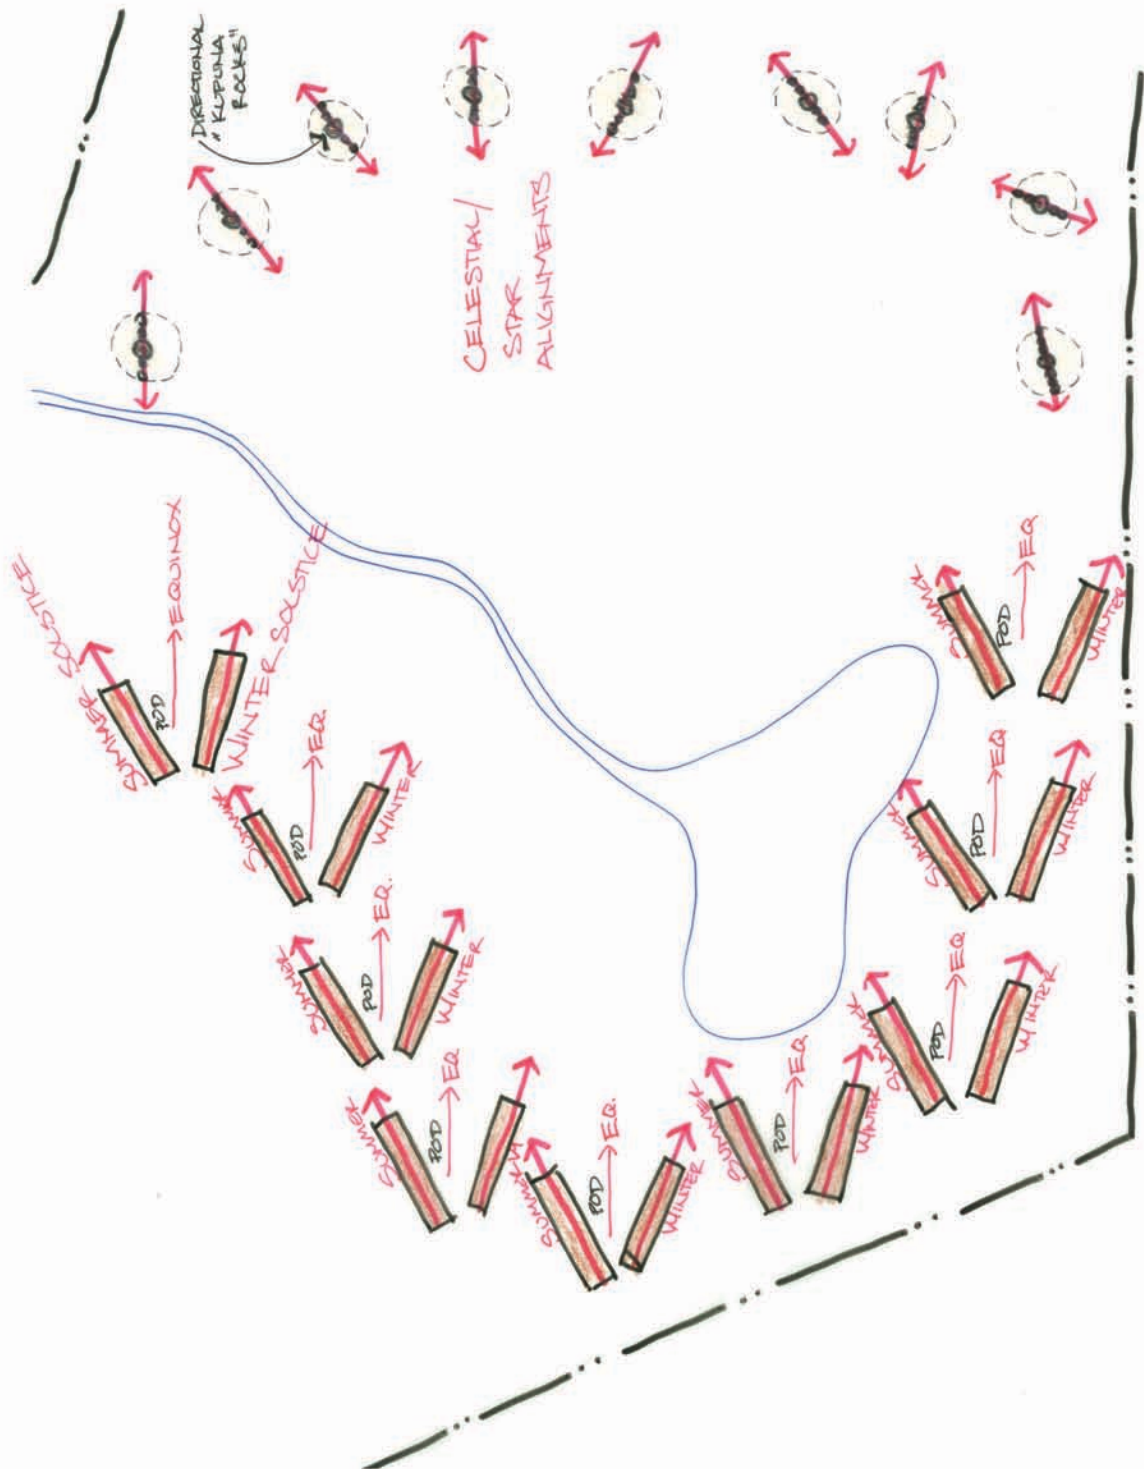 DIRECTIONAL
"KUPUNA
ROCKS"
CELESTIAL/
STAR
ALIGNMENTS
SUMMER SOLSTICE
POD
EQUINOX
WINTER SOLSTICE
SUMMER
POD
EQ.
WINTER
SUMMER
POD
EQ.
WINTER
SUMMER
POD
EQ
W
SUMMER
POD
EQ.
WINTER
SUMMER
POD
EQ
WINTER
SUMMER
POD
EQ
WINTER
SUMMER
POD
EQ
WINTER
SUMMER
POD
EQ
WINTER